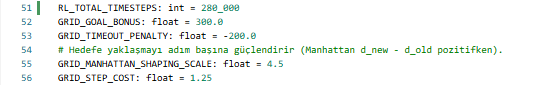 51 RL_TOTAL_TIMESTEPS: int = 280_000
52 GRID_GOAL_BONUS: float = 300.0
53 GRID_TIMEOUT_PENALTY: float = -200.0
54 # Hedefe yaklaşmayı adım başına güçlendirir (Manhattan d_new - d_old pozitifken).
55 GRID_MANHATTAN_SHAPING_SCALE: float = 4.5
56 GRID_STEP_COST: float = 1.25